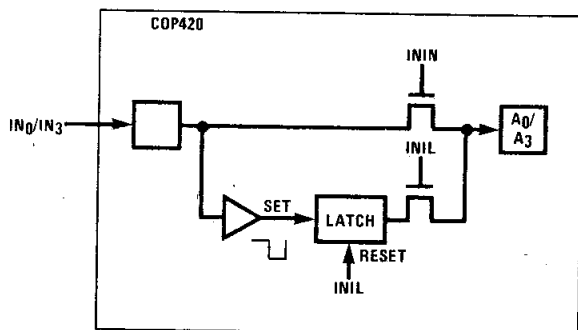 COP420
ININ
IN0/IN3
A0/
A3
INIL
SET
LATCH
RESET
INIL